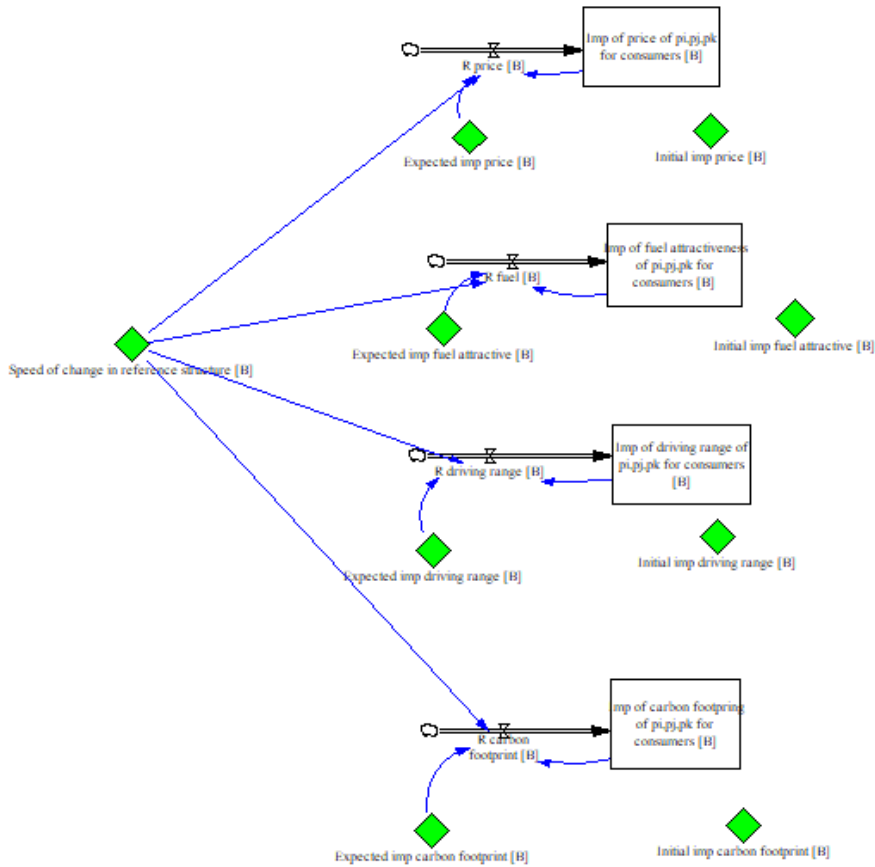 Imp of price of pi,pj,pk
for consumers [B]
R price [B]
Expected imp price [B]
Initial imp price [B]
Imp of fuel attractiveness
of pi,pj,pk for
consumers [B]
R fuel [B]
Expected imp fuel attractive [B]
Initial imp fuel attractive [B]
Speed of change in reference structure [B]
Imp of driving range of
pi,pj,pk for consumers
[B]
R driving range [B]
Expected imp driving range [B]
Initial imp driving range [B]
Imp of carbon footpring
of pi,pj,pk for
consumers [B]
R carbon
footprint [B]
Expected imp carbon footprint [B]
Initial imp carbon footprint [B]